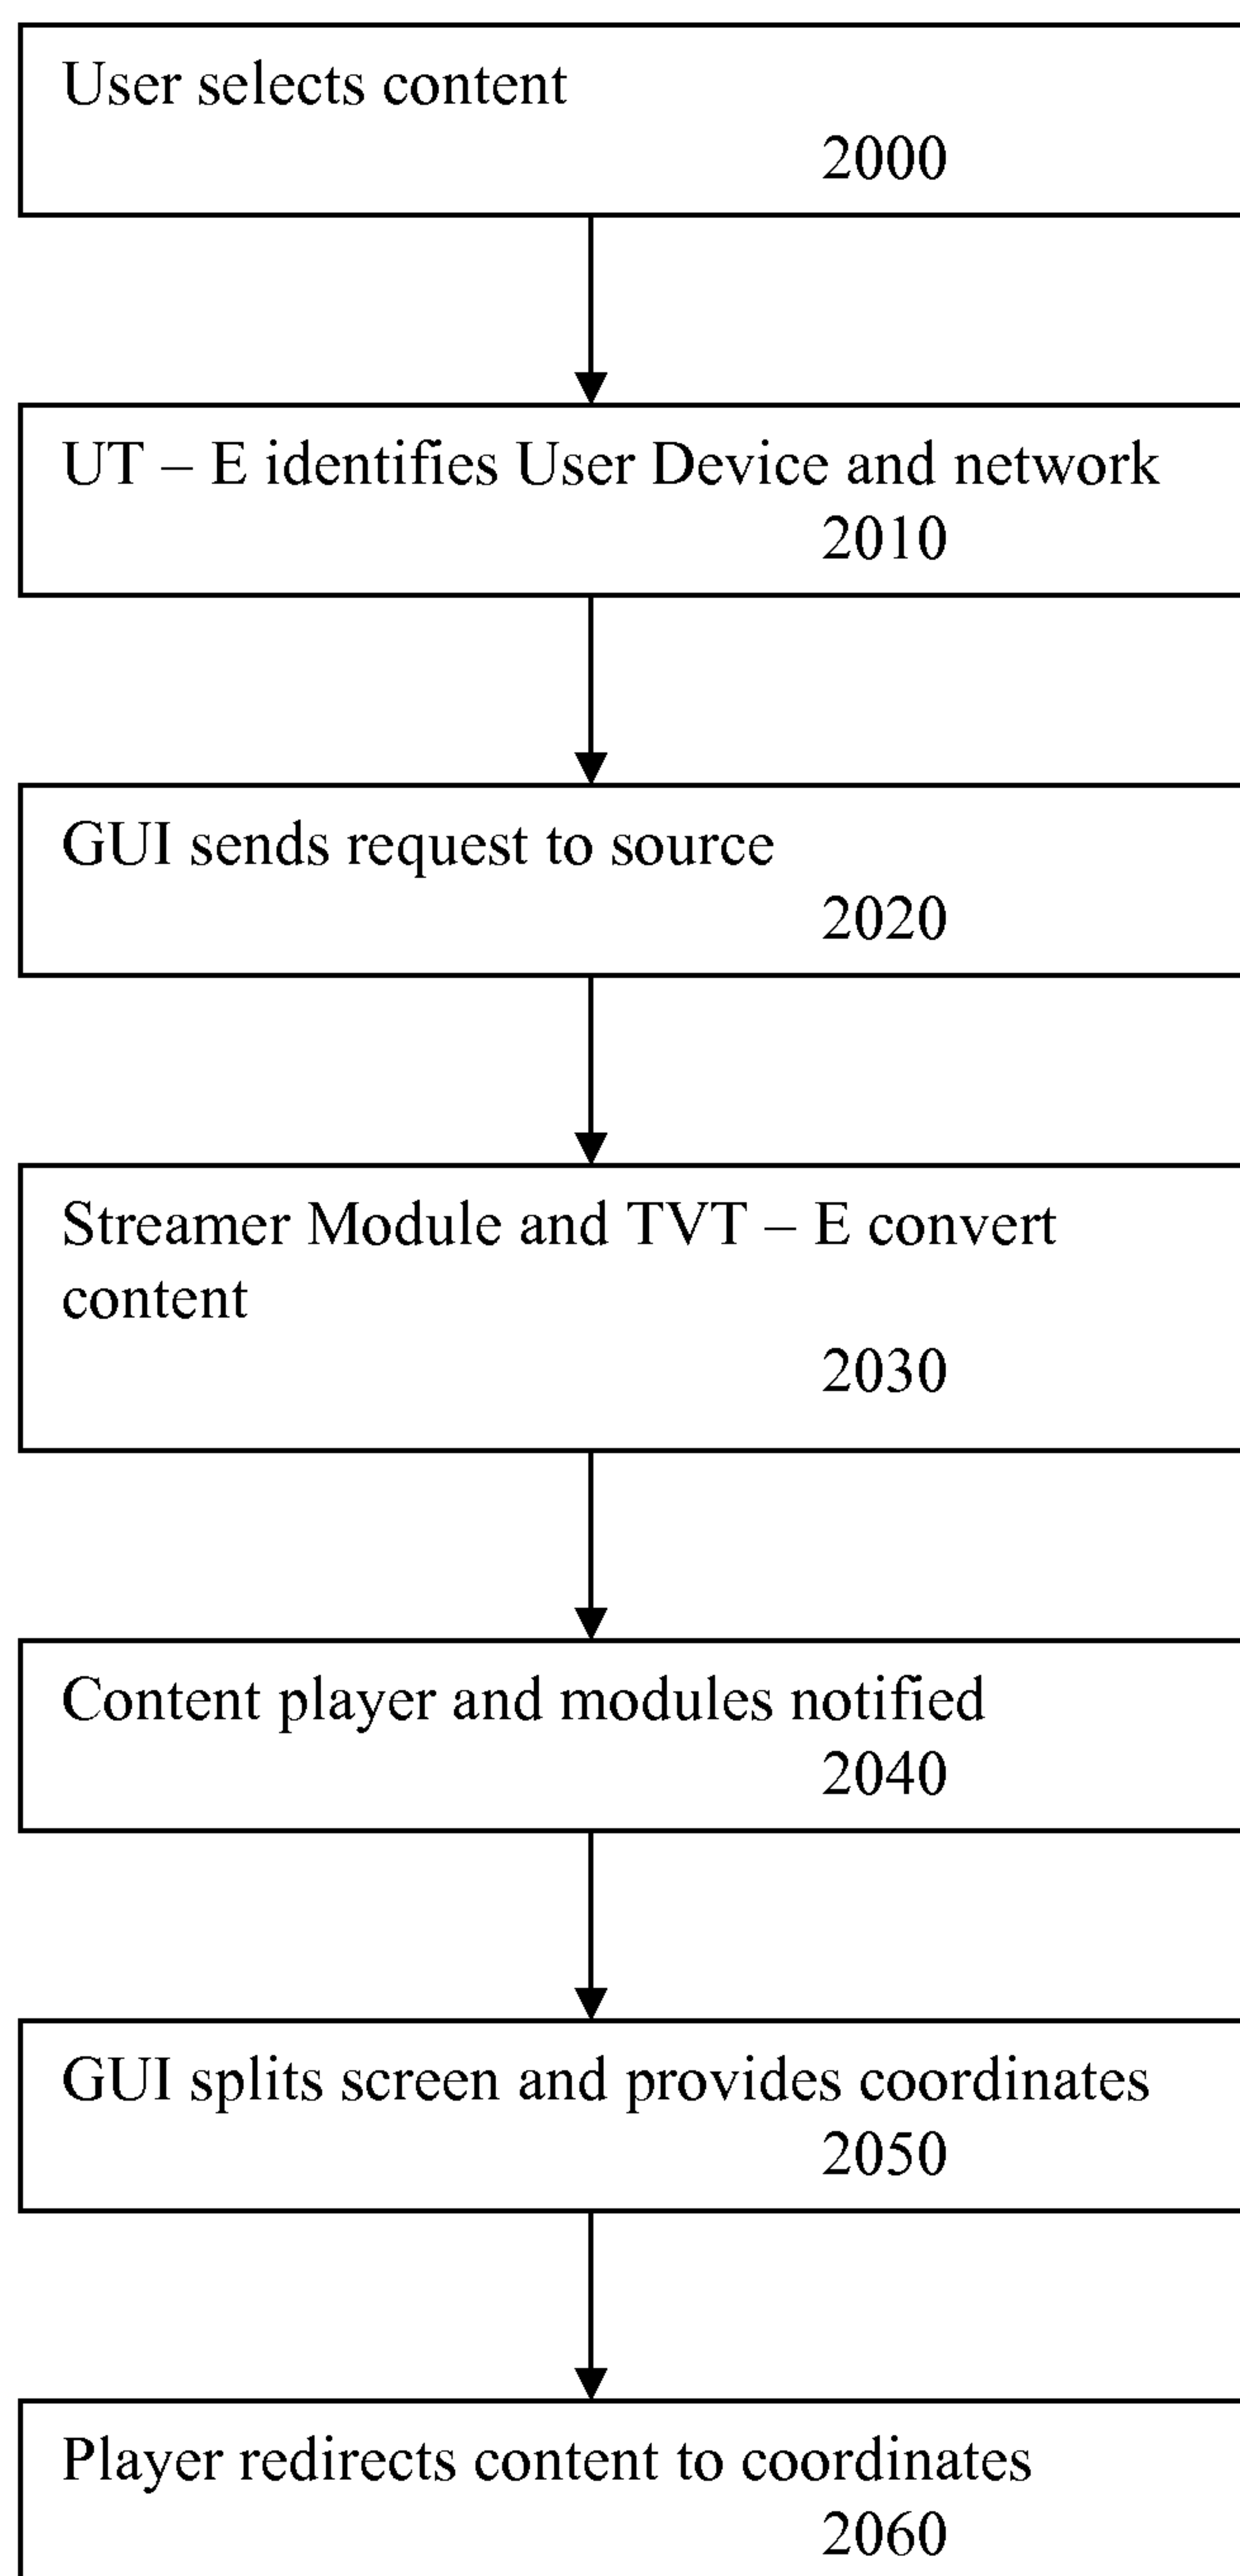 User selects content
2000
UT – E identifies User Device and network
2010
GUI sends request to source
2020
Streamer Module and TVT – E convert
content
2030
Content player and modules notified
2040
GUI splits screen and provides coordinates
2050
Player redirects content to coordinates
2060